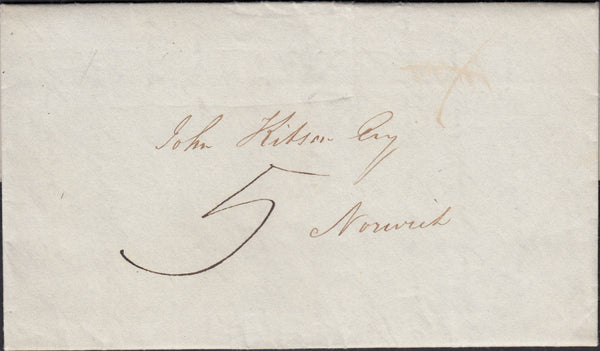 John Kitson Esq
5
Norwich